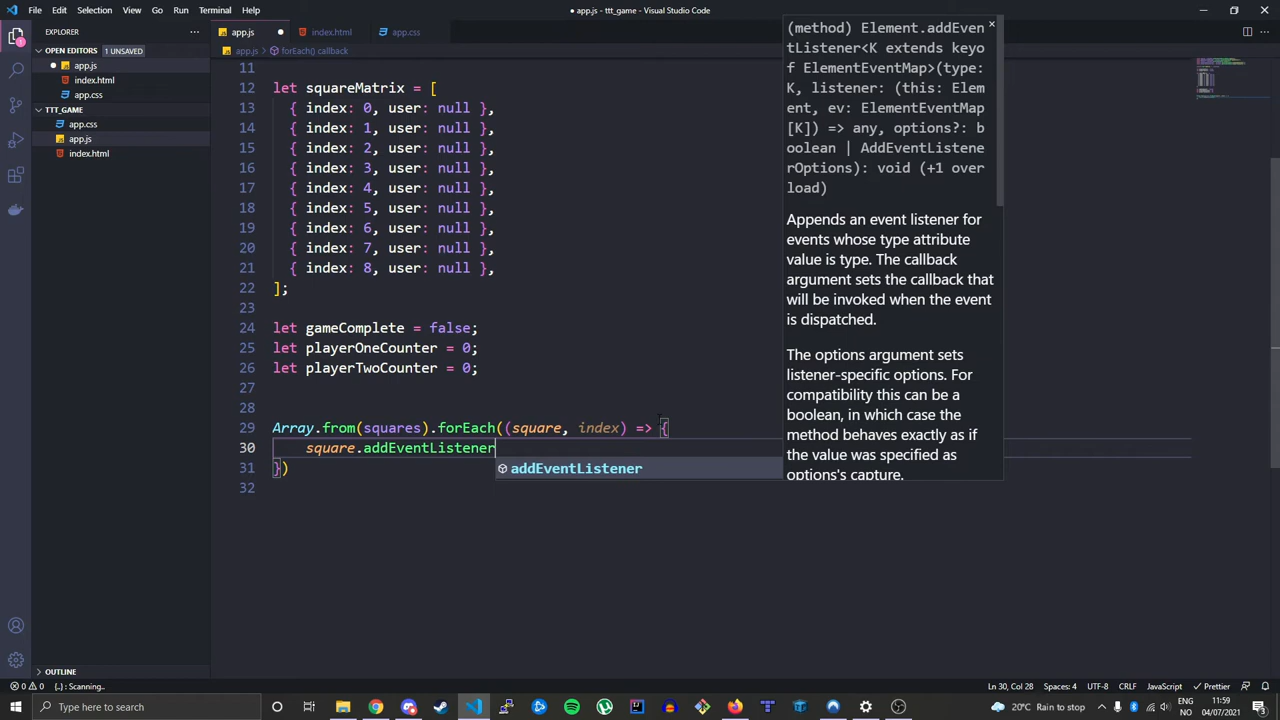 File Edit Selection View Go Run Terminal Help
● app.js - ttt_game - Visual Studio Code
EXPLORER ···
OPEN EDITORS 1 UNSAVED
● app.js
index.html
app.css
TTT_GAME
app.css
app.js
index.html
OUTLINE
app.js ●
index.html
app.css
app.js > forEach() callback
11
12 let squareMatrix = [
13 { index: 0, user: null },
14 { index: 1, user: null },
15 { index: 2, user: null },
16 { index: 3, user: null },
17 { index: 4, user: null },
18 { index: 5, user: null },
19 { index: 6, user: null },
20 { index: 7, user: null },
21 { index: 8, user: null },
22 ];
23
24 let gameComplete = false;
25 let playerOneCounter = 0;
26 let playerTwoCounter = 0;
27
28
29 Array.from(squares).forEach((square, index) => {
30 square.addEventListener
31 })
32
addEventListener
(method) Element.addEven
ntListener<K extends keyo
f ElementEventMap>(type:
K, listener: (this: Elem
ent, ev: ElementEventMap
[K]) => any, options?: b
oolean | AddEventListene
rOptions): void (+1 over
load)
Appends an event listener for
events whose type attribute
value is type. The callback
argument sets the callback that
will be invoked when the event
is dispatched.
The options argument sets
listener-specific options. For
compatibility this can be a
boolean, in which case the
method behaves exactly as if
the value was specified as
options's capture.
0 0 {..}: Scanning..
Ln 30, Col 28 Spaces: 4 UTF-8 CRLF JavaScript Prettier
Type here to search
20°C Rain to stop
ENG
NO
11:59
04/07/2021